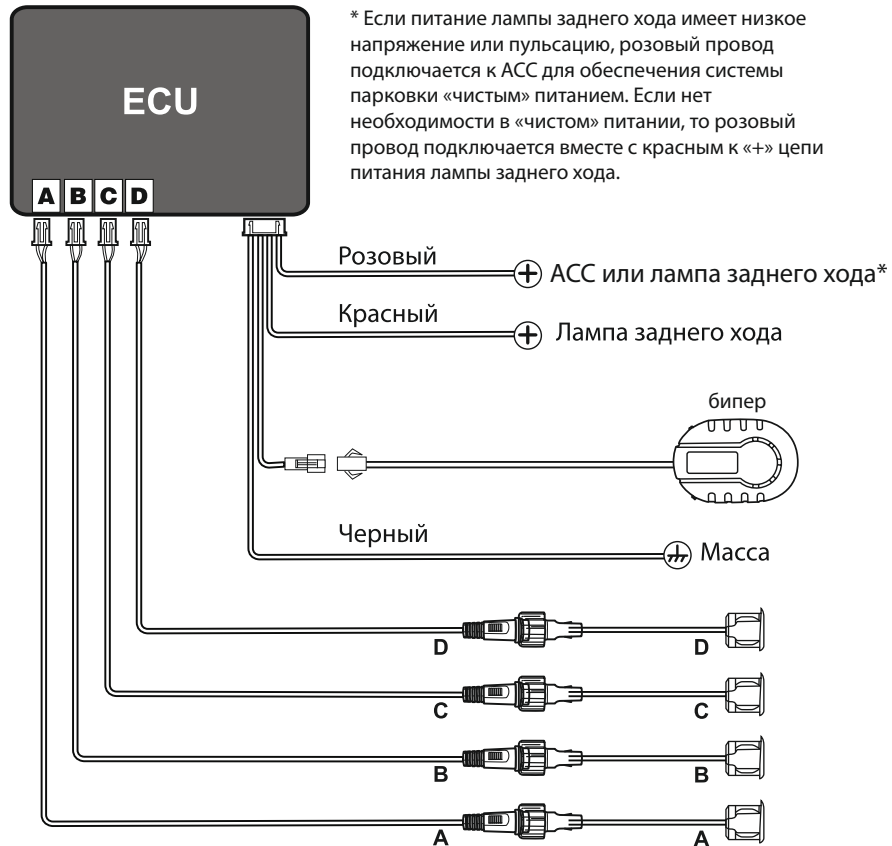 * Если питание лампы заднего хода имеет низкое
напряжение или пульсацию, розовый провод
подключается к ACC для обеспечения системы
парковки «чистым» питанием. Если нет
необходимости в «чистом» питании, то розовый
провод подключается вместе с красным к «+» цепи
питания лампы заднего хода.
ECU
A B C D
Розовый
ACC или лампа заднего хода*
Красный
Лампа заднего хода
бипер
Черный
Масса
D D
C C
B B
A A